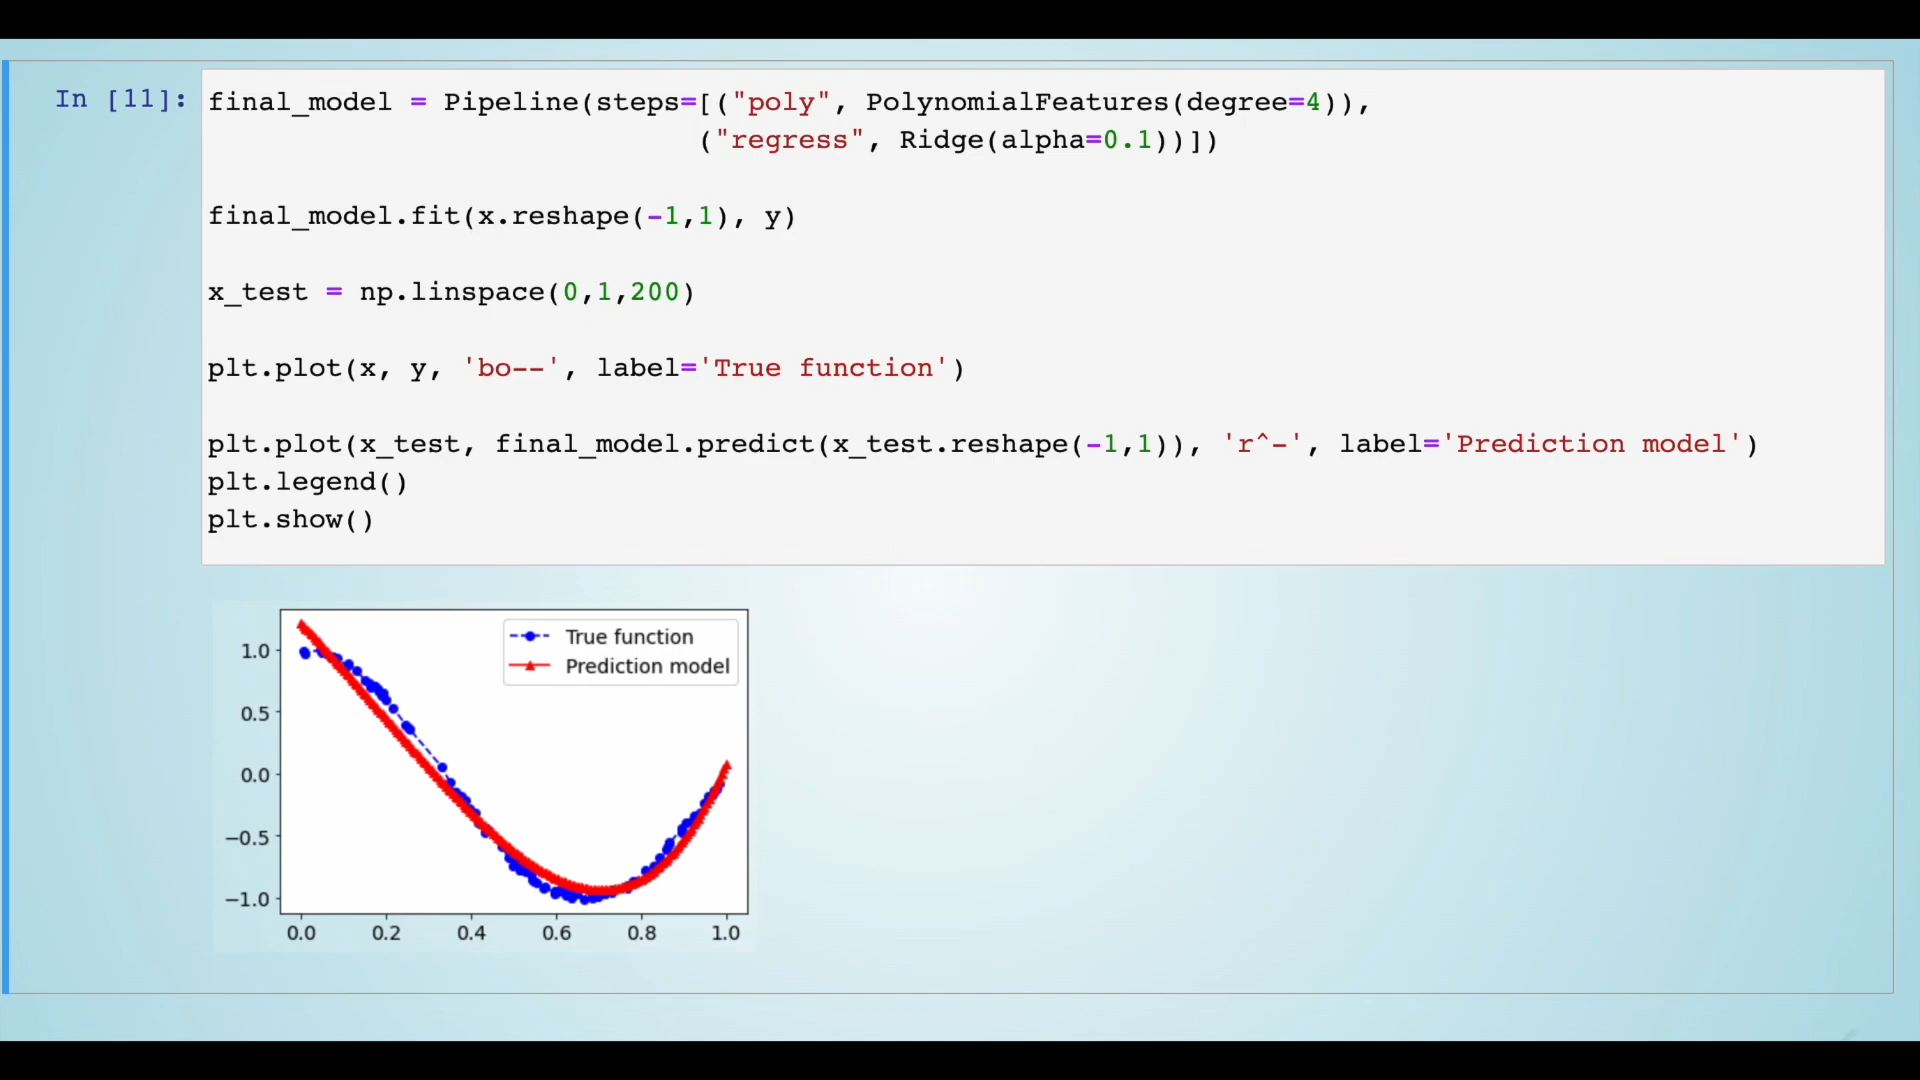 In [11]: final_model = Pipeline(steps=[("poly", PolynomialFeatures(degree=4)),
("regress", Ridge(alpha=0.1))])
final_model.fit(x.reshape(-1,1), y)
x_test = np.linspace(0,1,200)
plt.plot(x, y, 'bo--', label='True function')
plt.plot(x_test, final_model.predict(x_test.reshape(-1,1)), 'r^-', label='Prediction model')
plt.legend()
plt.show()
True function
Prediction model
1.0
0.5
0.0
−0.5
−1.0
0.0 0.2 0.4 0.6 0.8 1.0